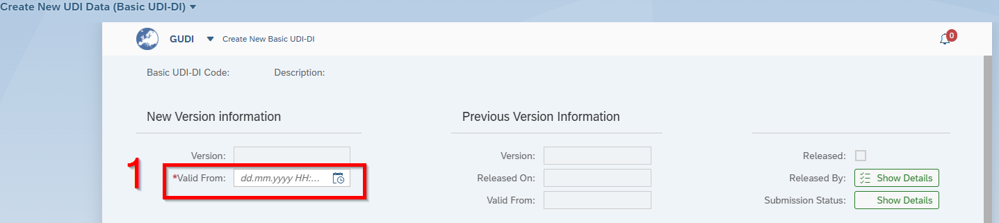 Create New UDI Data (Basic UDI-DI)
GUDI Create New Basic UDI-DI 0
Basic UDI-DI Code: Description:
New Version information Previous Version Information
Version: Version: Released:
1 *Valid From: dd.mm.yyyy HH:... Released On: Released By: Show Details
Valid From: Submission Status: Show Details